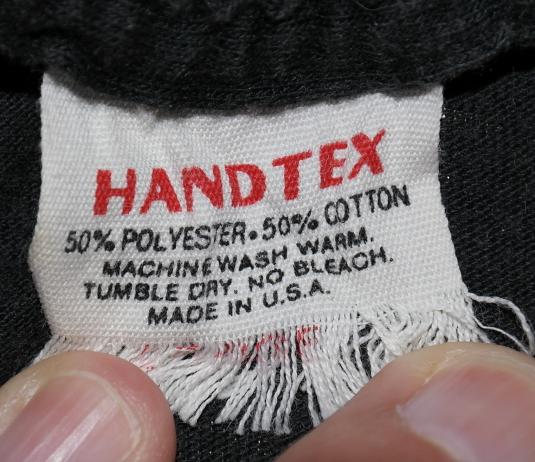 HANDTEX
50% POLYESTER • 50% COTTON
MACHINE WASH WARM.
TUMBLE DRY. NO BLEACH.
MADE IN U.S.A.